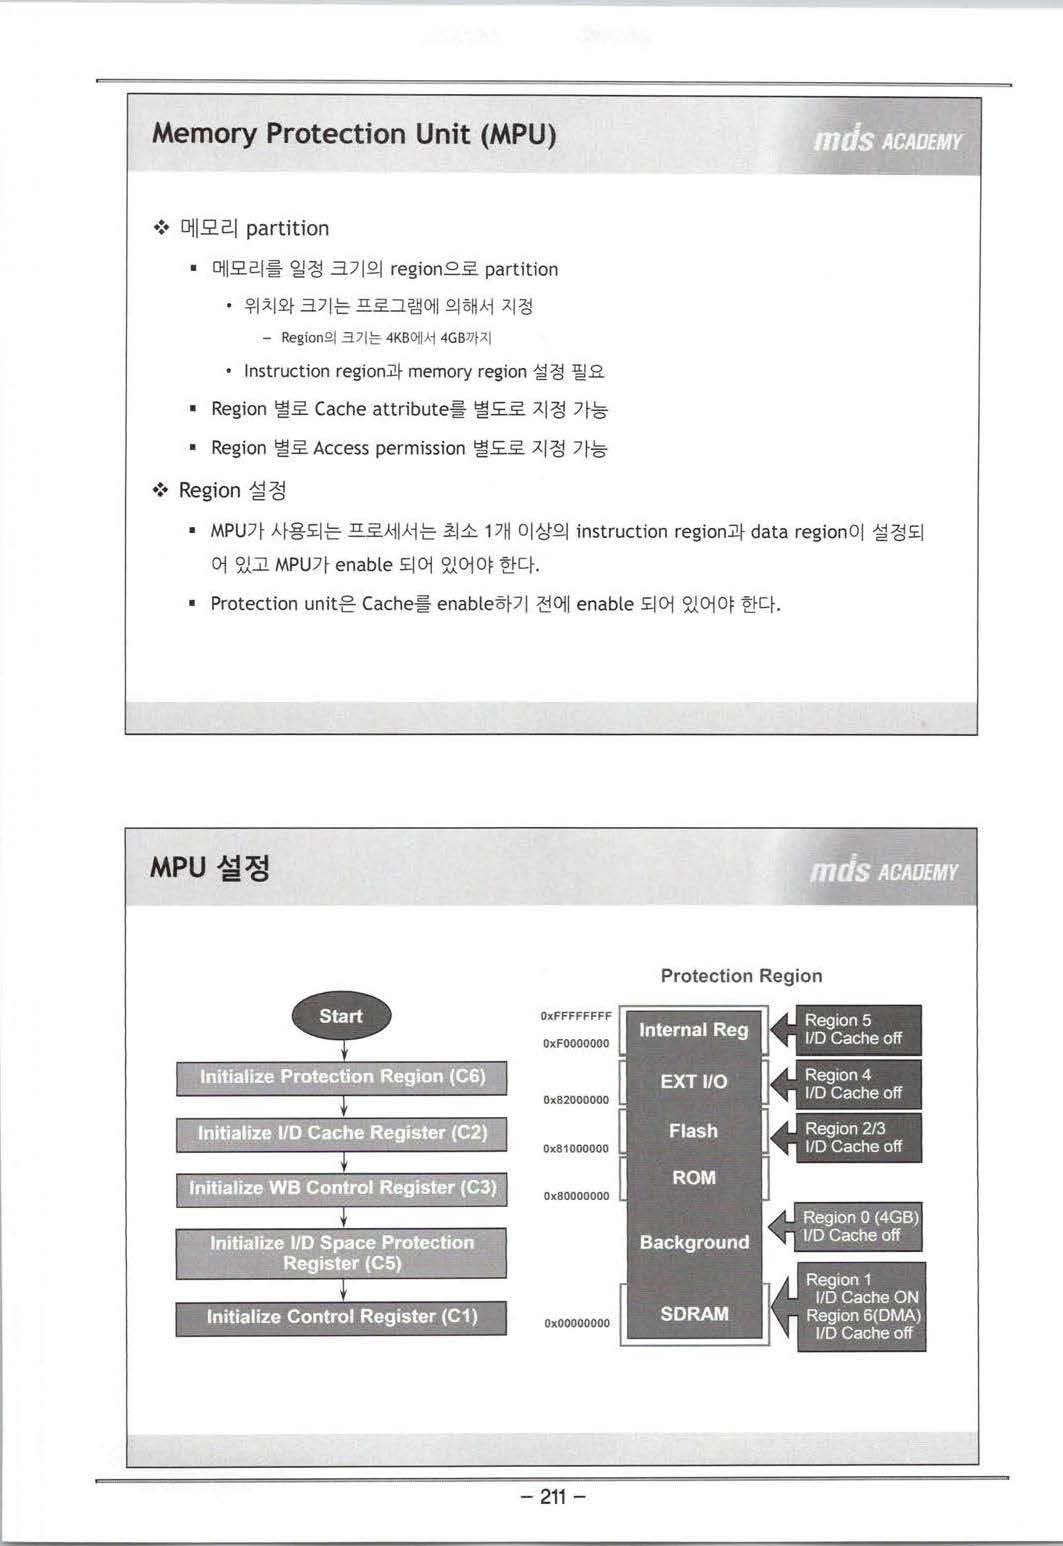 Memory Protection Unit (MPU)
mds ACADEMY
❖ 메모리 partition
▪ 메모리를 일정 크기의 region으로 partition
• 위치와 크기는 프로그램에 의해서 지정
– Region의 크기는 4KB에서 4GB까지
• Instruction region과 memory region 설정 필요
▪ Region 별로 Cache attribute를 별도로 지정 가능
▪ Region 별로 Access permission 별도로 지정 가능
❖ Region 설정
▪ MPU가 사용되는 프로세서는 최소 1개 이상의 instruction region과 data region이 설정되
어 있고 MPU가 enable 되어 있어야 한다.
▪ Protection unit은 Cache를 enable하기 전에 enable 되어 있어야 한다.
MPU 설정
mds ACADEMY
Start
Initialize Protection Region (C6)
Initialize I/D Cache Register (C2)
Initialize WB Control Register (C3)
Initialize I/D Space Protection
Register (C5)
Initialize Control Register (C1)
Protection Region
0xFFFFFFFF
0xF0000000
0x82000000
0x81000000
0x80000000
0x00000000
Internal Reg
EXT I/O
Flash
ROM
Background
SDRAM
Region 5
I/D Cache off
Region 4
I/D Cache off
Region 2/3
I/D Cache off
Region 0 (4GB)
I/D Cache off
Region 1
I/D Cache ON
Region 6(DMA)
I/D Cache off
– 211 –